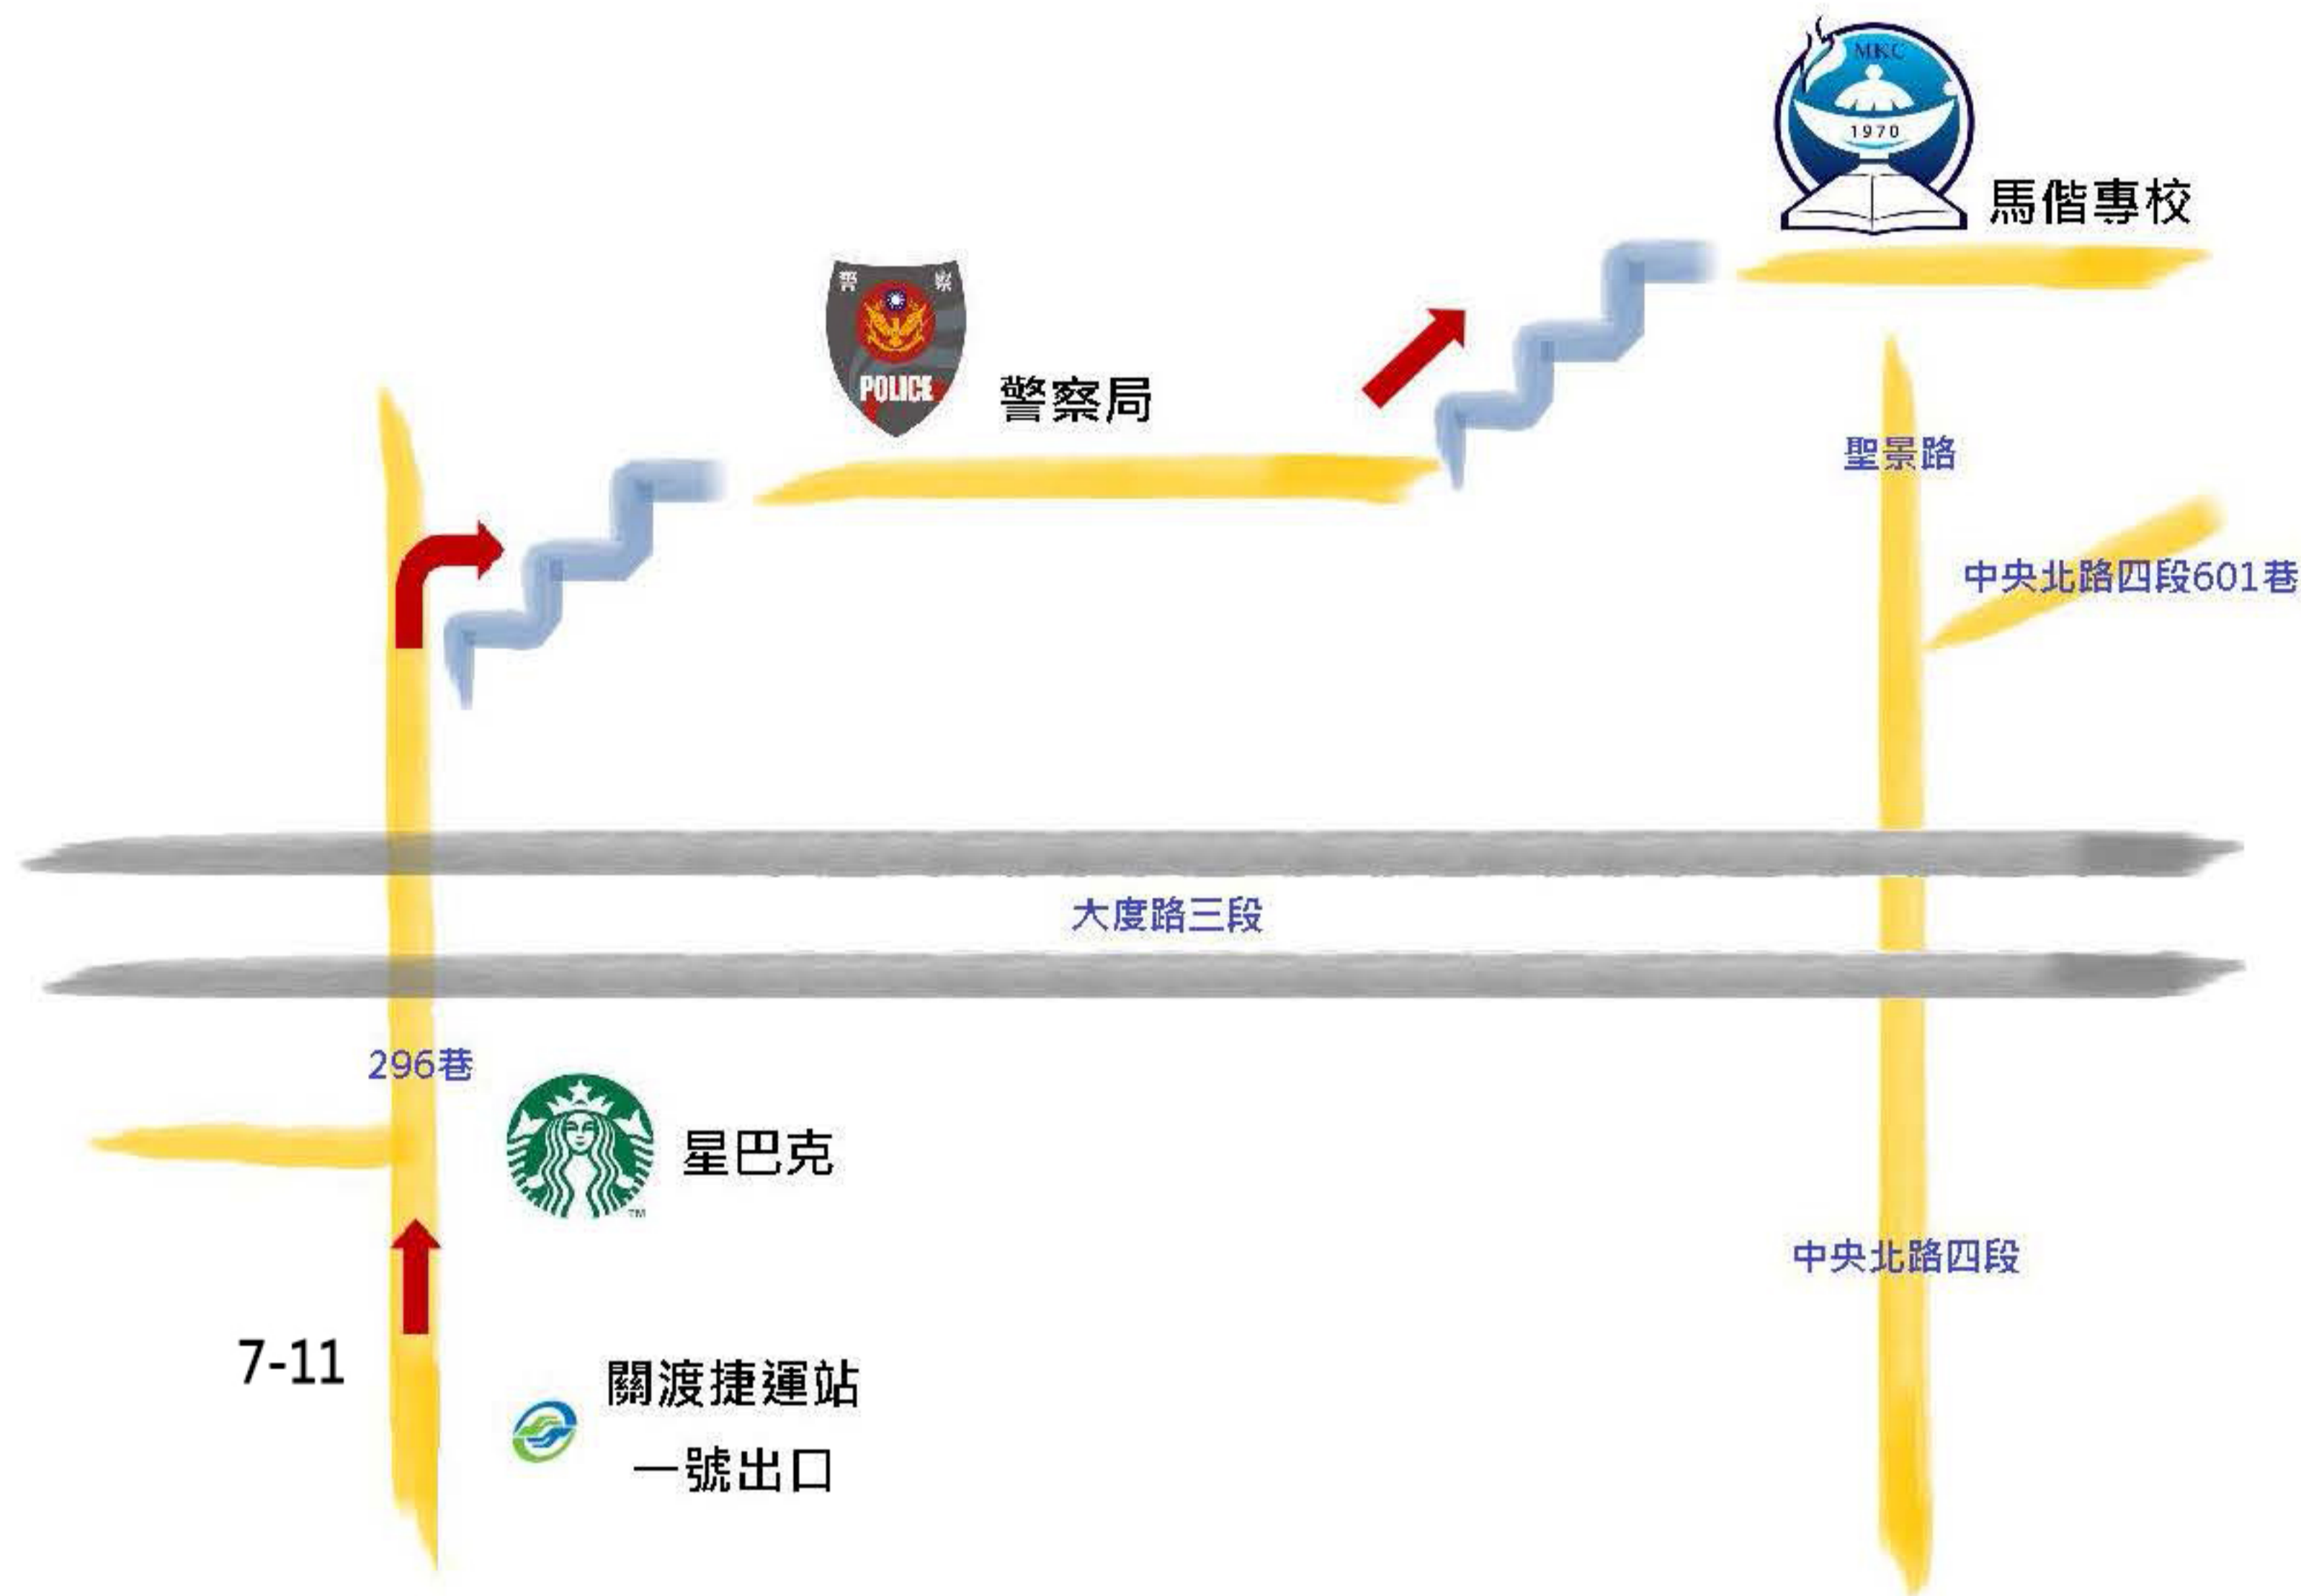 MKC
1970
馬偕專校
警察
POLICE
警察局
聖景路
中央北路四段601巷
大度路三段
296巷
星巴克
TM
中央北路四段
7-11
關渡捷運站
一號出口